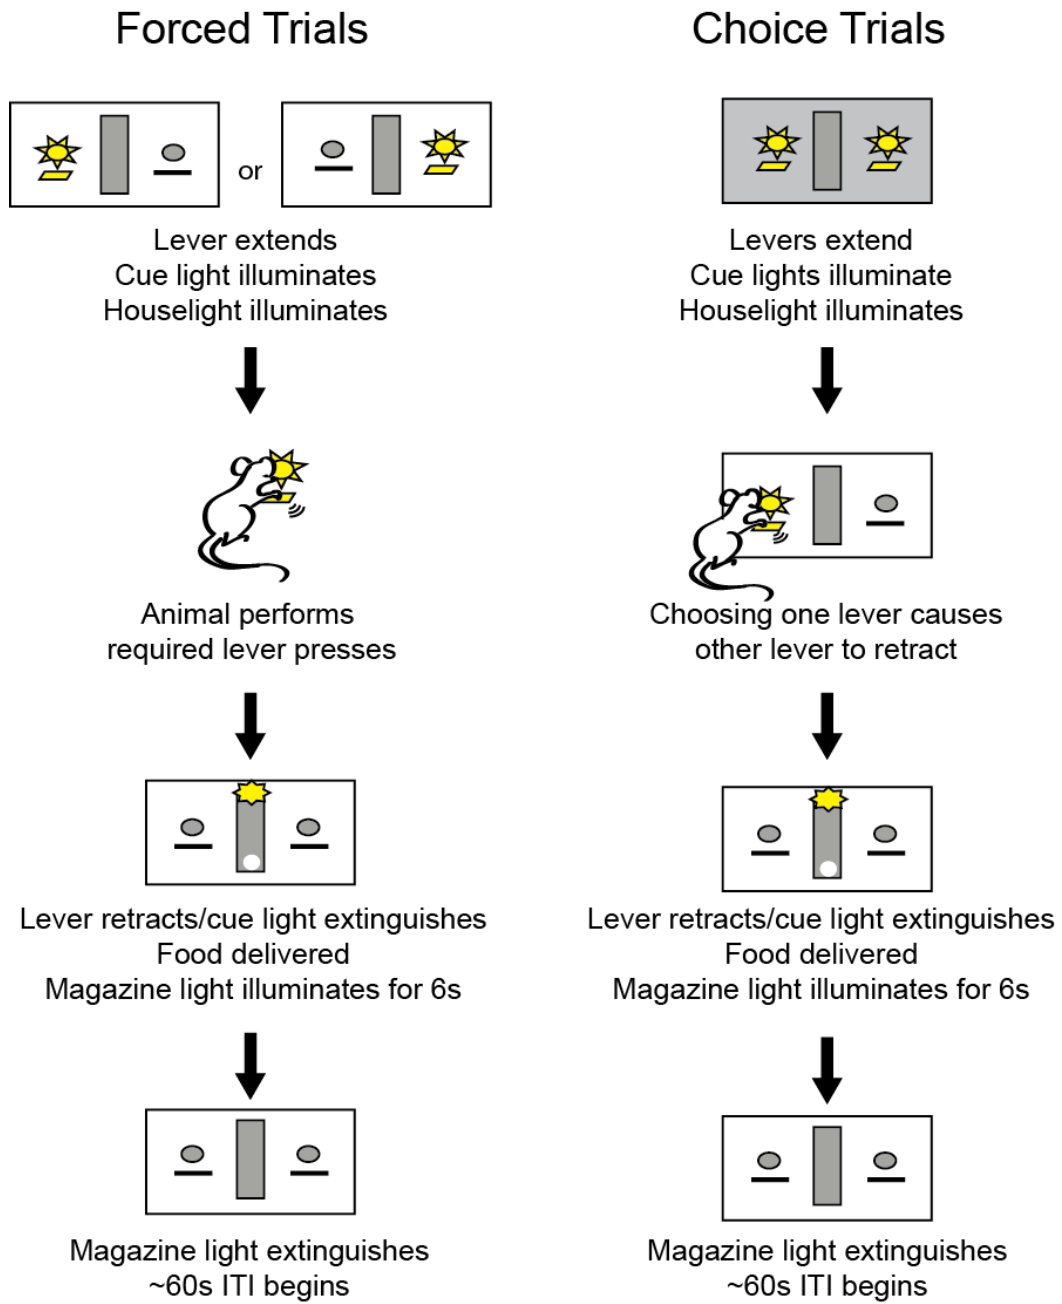 Forced Trials
or
Lever extends
Cue light illuminates
Houselight illuminates
Animal performs
required lever presses
Lever retracts/cue light extinguishes
Food delivered
Magazine light illuminates for 6s
Magazine light extinguishes
~60s ITI begins
Choice Trials
Levers extend
Cue lights illuminate
Houselight illuminates
Choosing one lever causes
other lever to retract
Lever retracts/cue light extinguishes
Food delivered
Magazine light illuminates for 6s
Magazine light extinguishes
~60s ITI begins